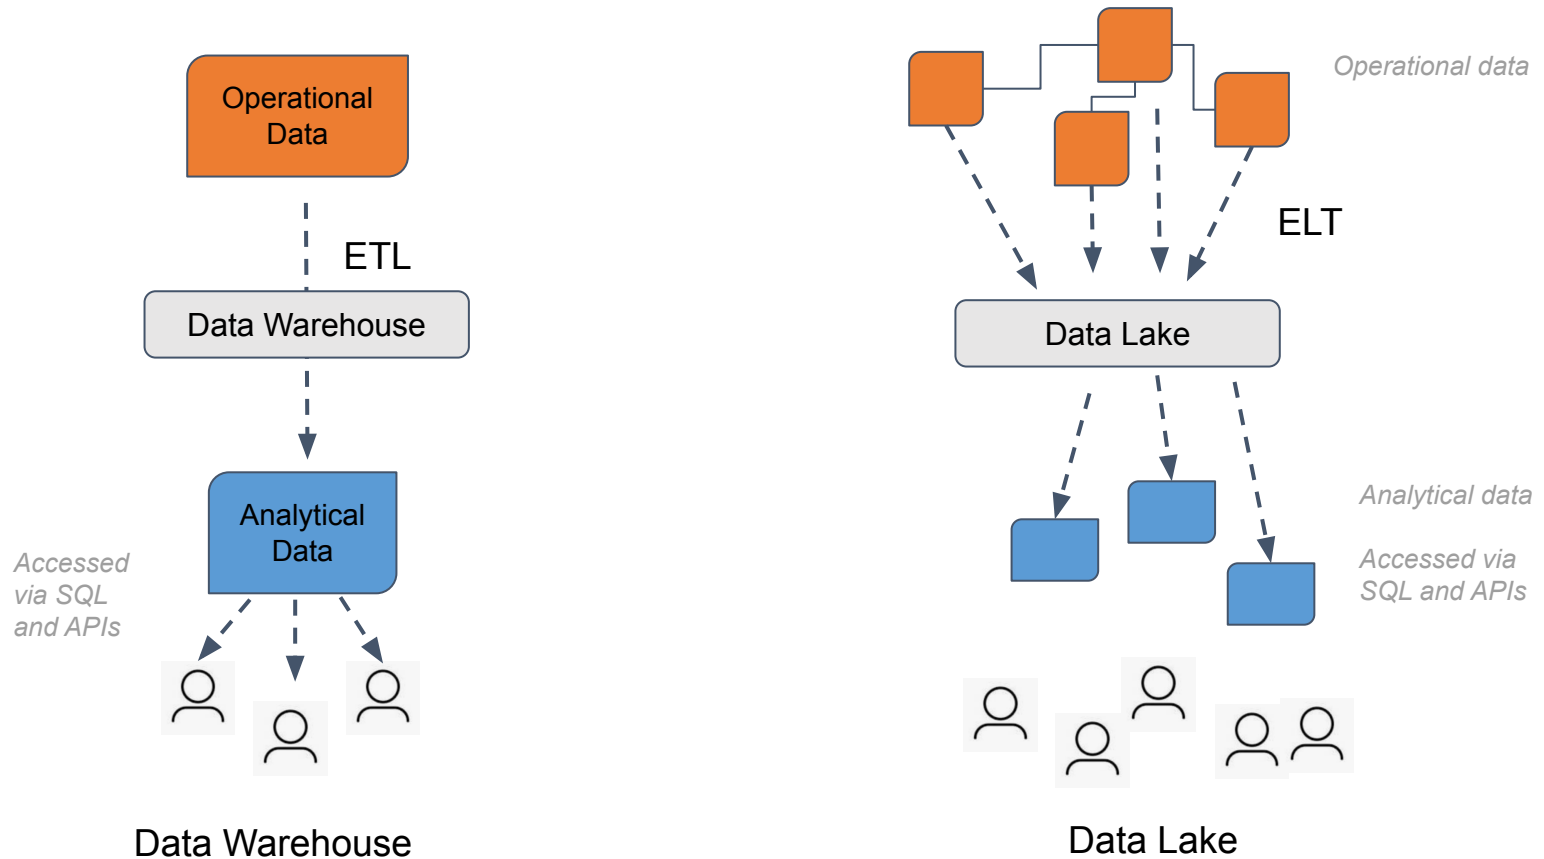 Operational
Data
ETL
Data Warehouse
Analytical
Data
Accessed
via SQL
and APIs
Data Warehouse
Operational data
ELT
Data Lake
Analytical data
Accessed via
SQL and APIs
Data Lake